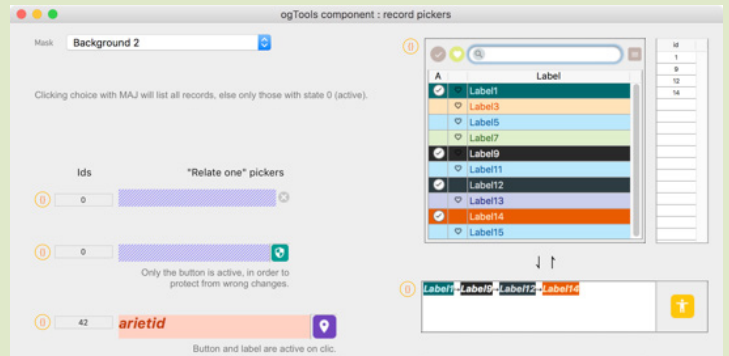 ogTools component : record pickers
Mask Background 2
Clicking choice with MAJ will list all records, else only those with state 0 (active).
Ids "Relate one" pickers
0
0
Only the button is active, in order to
protect from wrong changes.
42 arietid
Button and label are active on clic.
A Label
Label1
Label3
Label5
Label7
Label9
Label11
Label12
Label13
Label14
Label15
id
1
9
12
14
Label1-Label9-Label12-Label14